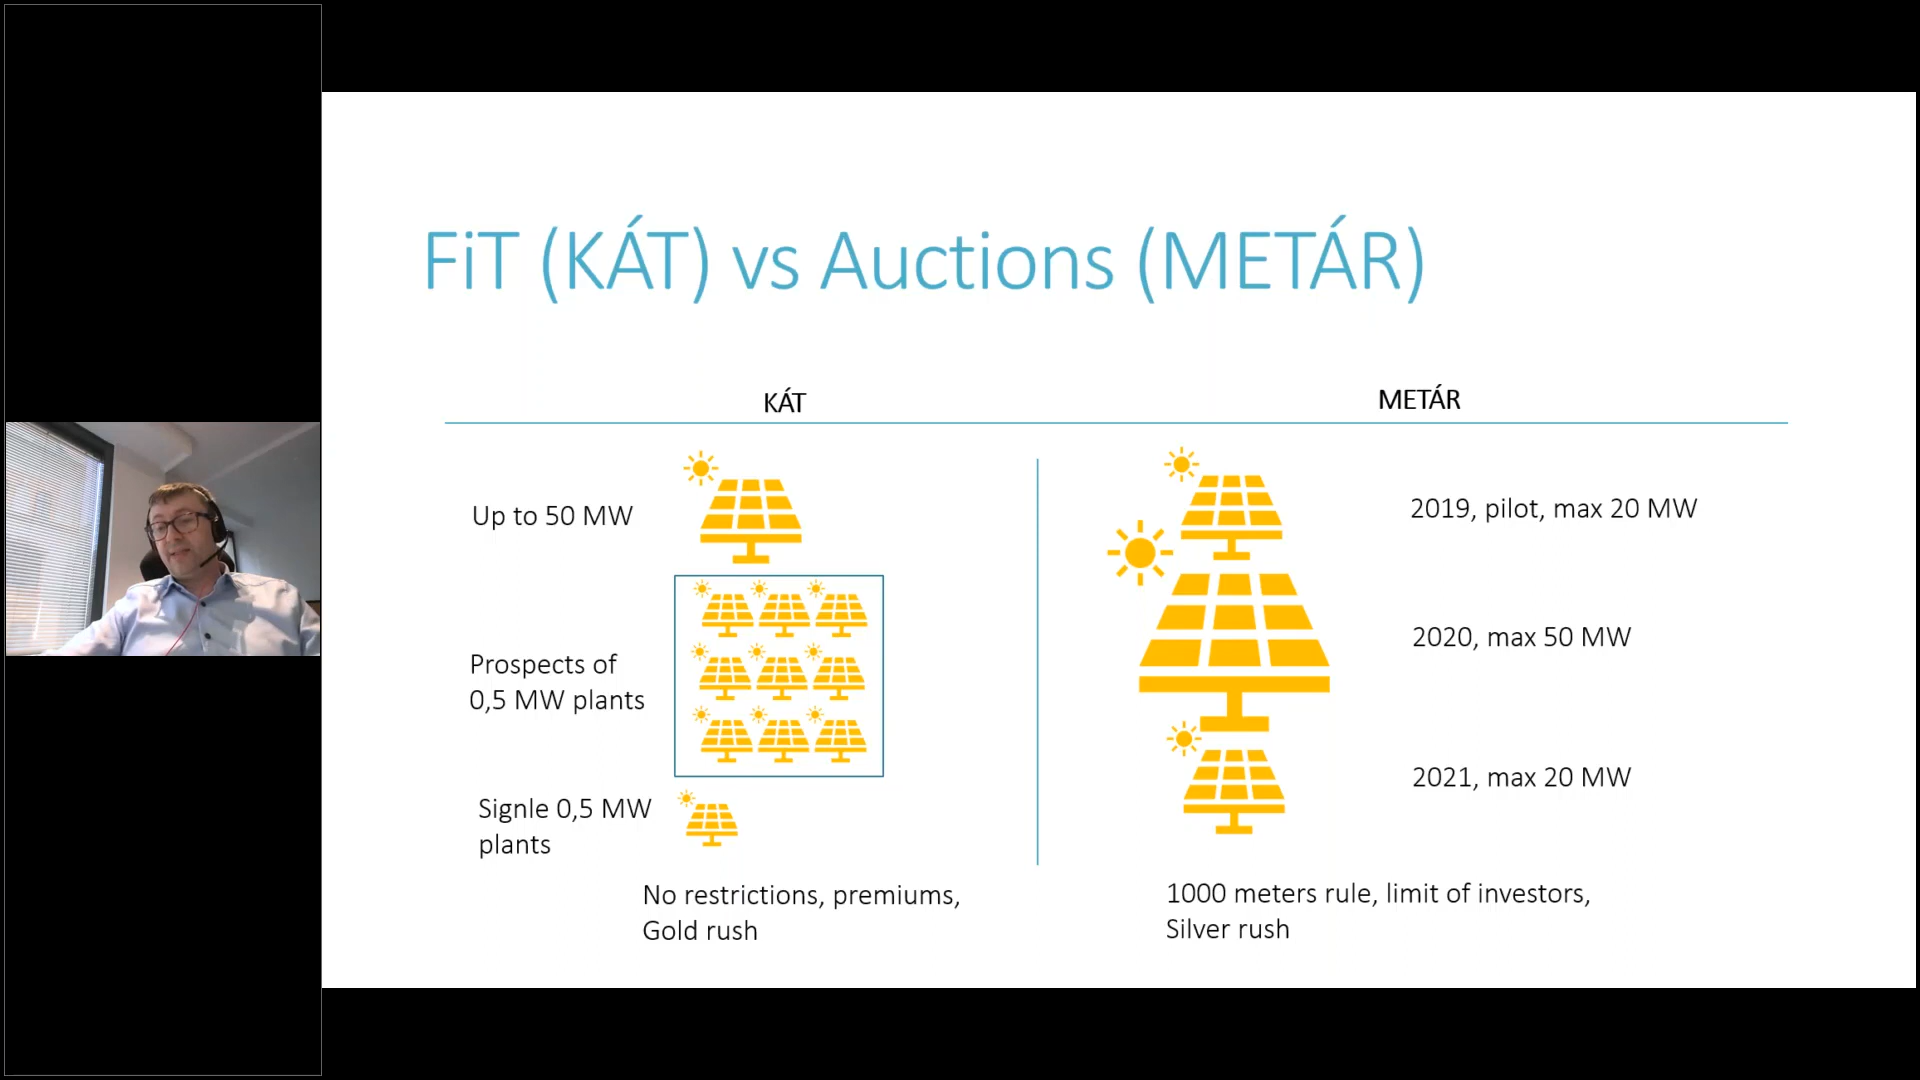 FiT (KÁT) vs Auctions (METÁR)
KÁT
METÁR
Up to 50 MW
Prospects of
0,5 MW plants
Signle 0,5 MW
plants
No restrictions, premiums,
Gold rush
2019, pilot, max 20 MW
2020, max 50 MW
2021, max 20 MW
1000 meters rule, limit of investors,
Silver rush